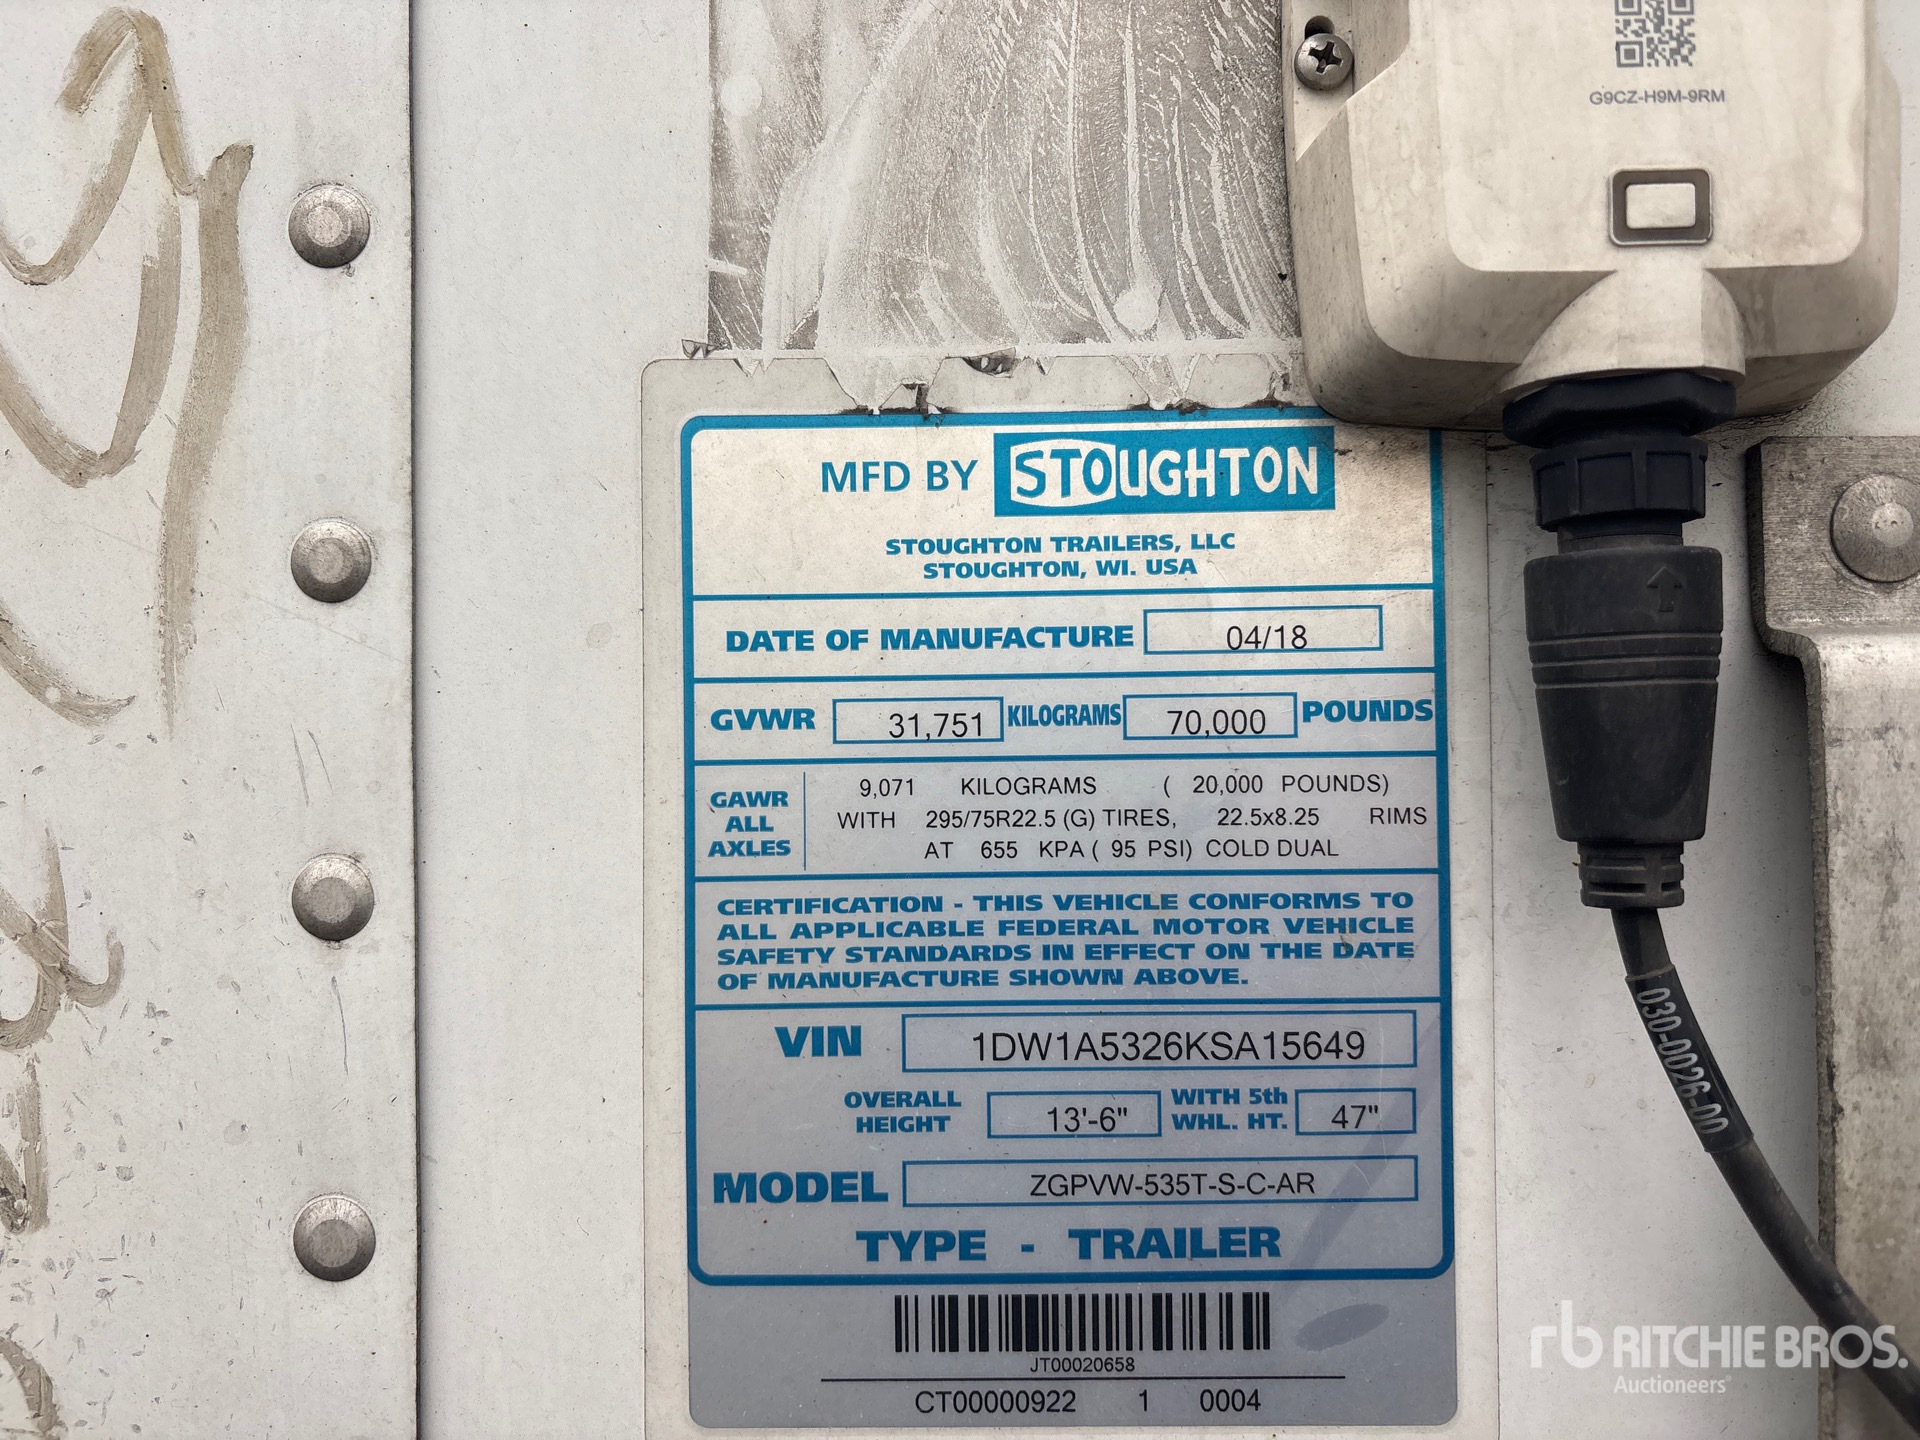 G9CZ-H9M-9RM
MFD BY STOUGHTON
STOUGHTON TRAILERS, LLC
STOUGHTON, WI. USA
DATE OF MANUFACTURE 04/18
GVWR 31,751 KILOGRAMS 70,000 POUNDS
GAWR ALL AXLES
9,071 KILOGRAMS ( 20,000 POUNDS)
WITH 295/75R22.5 (G) TIRES, 22.5x8.25 RIMS
AT 655 KPA ( 95 PSI) COLD DUAL
CERTIFICATION - THIS VEHICLE CONFORMS TO
ALL APPLICABLE FEDERAL MOTOR VEHICLE
SAFETY STANDARDS IN EFFECT ON THE DATE
OF MANUFACTURE SHOWN ABOVE.
VIN 1DW1A5326KSA15649
OVERALL HEIGHT 13'-6" WITH 5th WHL. HT. 47"
MODEL ZGPVW-535T-S-C-AR
TYPE - TRAILER
JT00020658
CT00000922 1 0004
030-0026-00
rb RITCHIE BROS.
Auctioneers